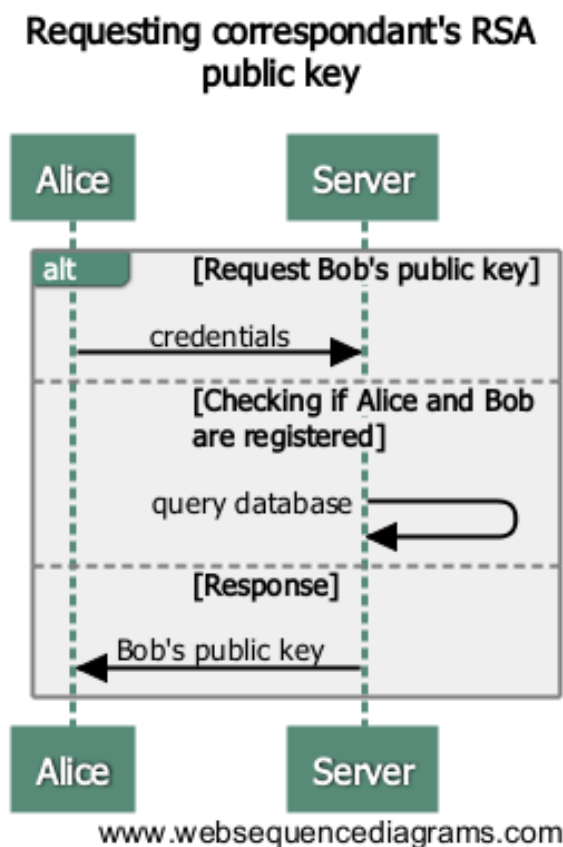 Requesting correspondant's RSA
public key
Alice
Server
alt
[Request Bob's public key]
credentials
[Checking if Alice and Bob
are registered]
query database
[Response]
Bob's public key
Alice
Server
www.websequencediagrams.com